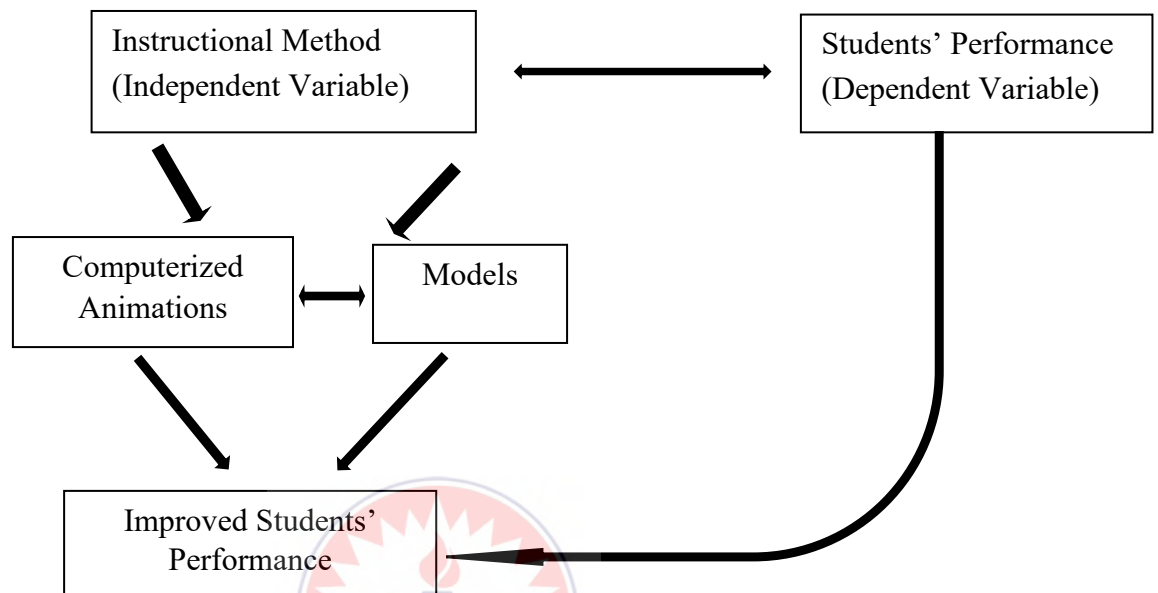 Instructional Method
(Independent Variable)
Students’ Performance
(Dependent Variable)
Computerized
Animations
Models
Improved Students’
Performance